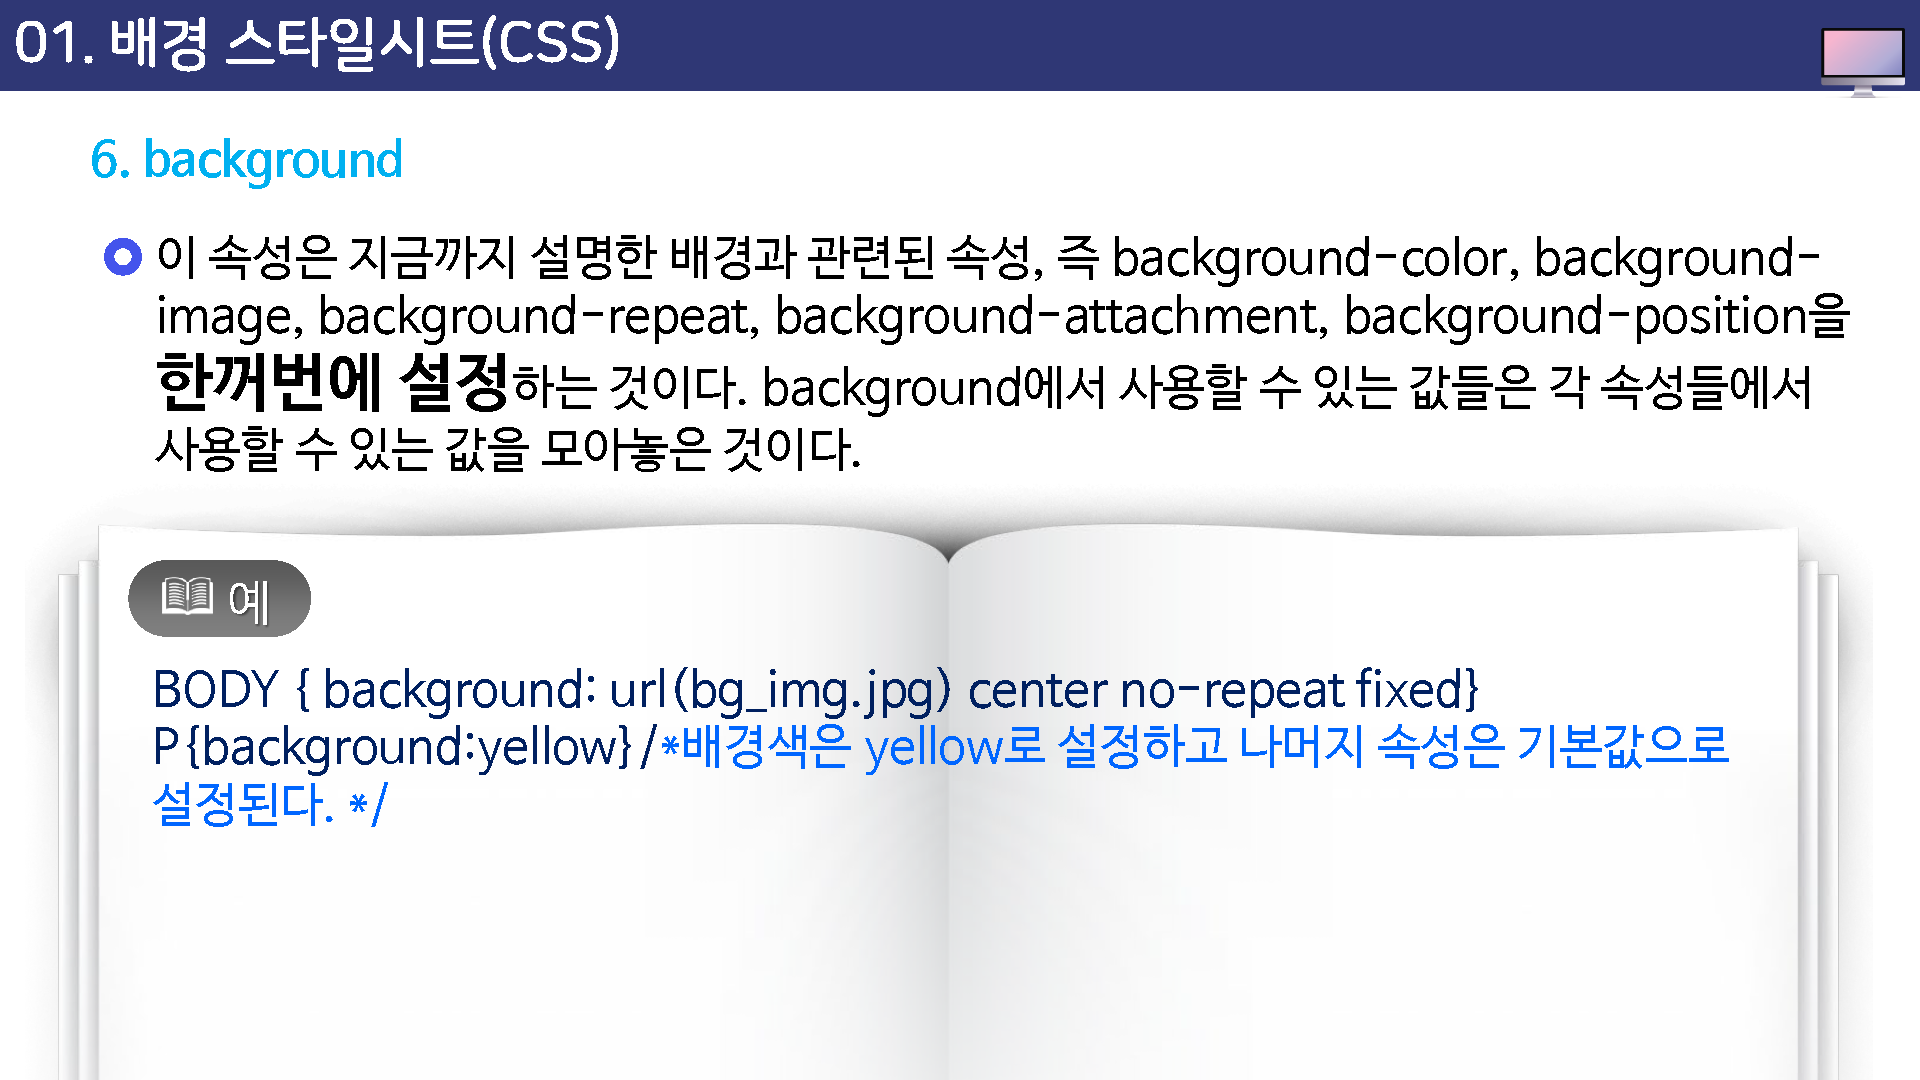 01. 배경 스타일시트(CSS)
6. background
이 속성은 지금까지 설명한 배경과 관련된 속성, 즉 background-color, background-
image, background-repeat, background-attachment, background-position을
한꺼번에 설정하는 것이다. background에서 사용할 수 있는 값들은 각 속성들에서
사용할 수 있는 값을 모아놓은 것이다.
예
BODY { background: url(bg_img.jpg) center no-repeat fixed}
P{background:yellow}/*배경색은 yellow로 설정하고 나머지 속성은 기본값으로
설정된다. */